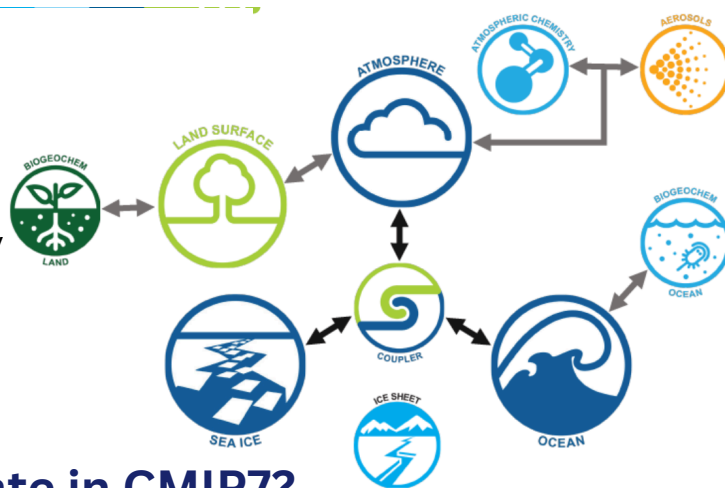 ATMOSPHERIC CHEMISTRY
AEROSOLS
ATMOSPHERE
LAND SURFACE
BIOGEOCHEM
LAND
BIOGEOCHEM
OCEAN
COUPLER
ICE SHEET
SEA ICE
OCEAN
in CMIP7?